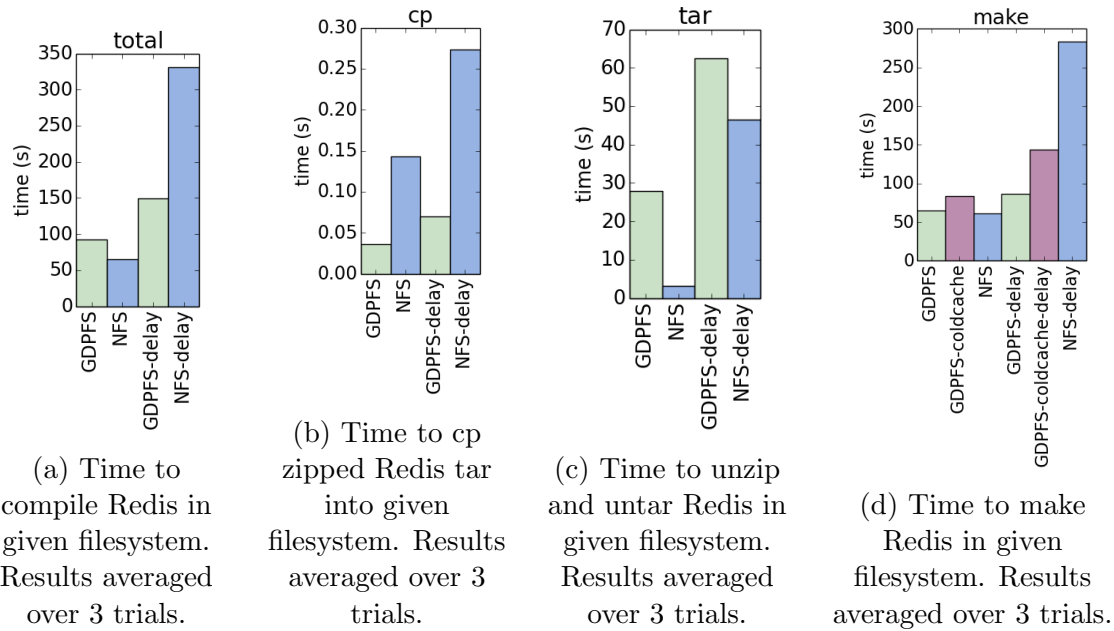 total
350
300
250
200
150
100
50
0
time (s)
GDPFS
NFS
GDPFS-delay
NFS-delay
(a) Time to
compile Redis in
given filesystem.
Results averaged
over 3 trials.
cp
0.30
0.25
0.20
0.15
0.10
0.05
0.00
time (s)
GDPFS
NFS
GDPFS-delay
NFS-delay
(b) Time to cp
zipped Redis tar
into given
filesystem. Results
averaged over 3
trials.
tar
70
60
50
40
30
20
10
0
time (s)
GDPFS
NFS
GDPFS-delay
NFS-delay
(c) Time to unzip
and untar Redis in
given filesystem.
Results averaged
over 3 trials.
make
300
250
200
150
100
50
0
time (s)
GDPFS
GDPFS-coldcache
NFS
GDPFS-delay
GDPFS-coldcache-delay
NFS-delay
(d) Time to make
Redis in given
filesystem. Results
averaged over 3 trials.